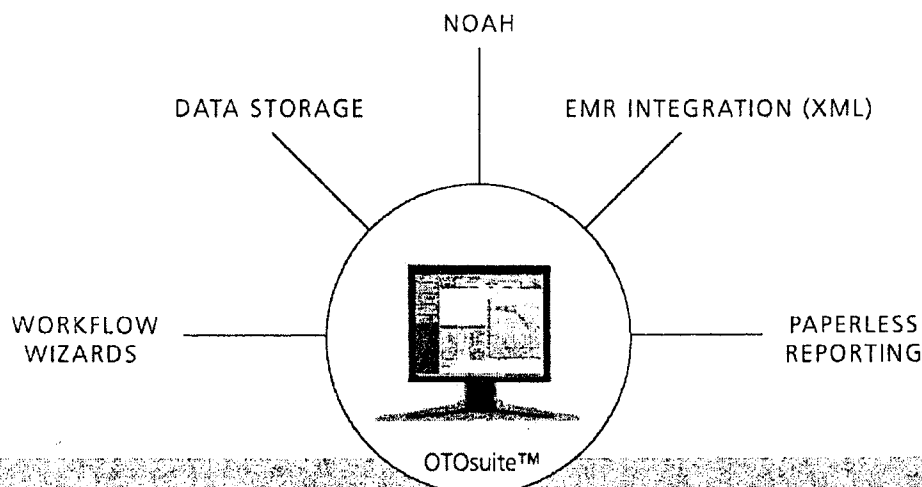 NOAH
DATA STORAGE
EMR INTEGRATION (XML)
WORKFLOW
WIZARDS
PAPERLESS
REPORTING
OTOsuite™